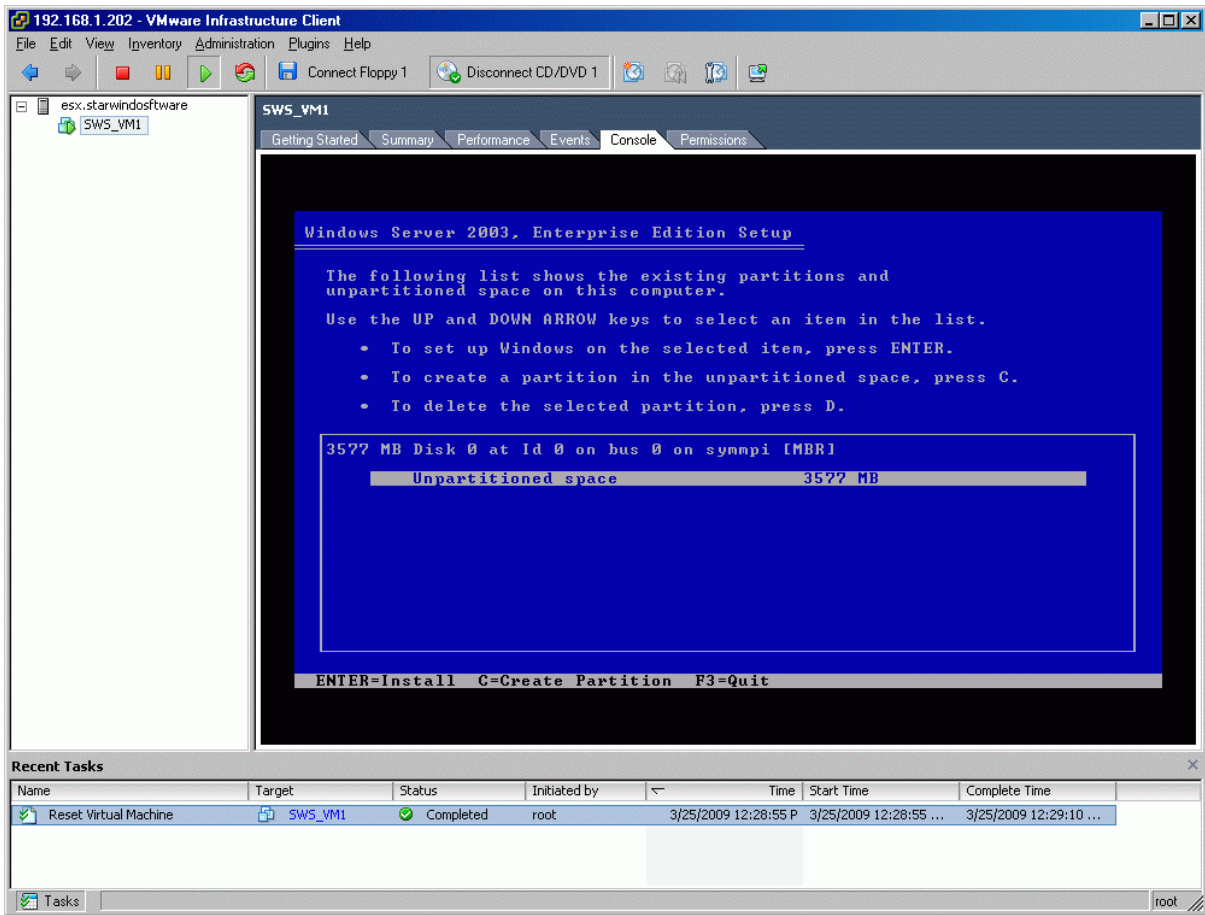 192.168.1.202 - VMware Infrastructure Client
File Edit View Inventory Administration Plugins Help
Connect Floppy 1 Disconnect CD/DVD 1
esx.starwindosftware
SWS_VM1
SWS_VM1
Getting Started Summary Performance Events Console Permissions
Windows Server 2003, Enterprise Edition Setup
The following list shows the existing partitions and
unpartitioned space on this computer.
Use the UP and DOWN ARROW keys to select an item in the list.
• To set up Windows on the selected item, press ENTER.
• To create a partition in the unpartitioned space, press C.
• To delete the selected partition, press D.
3577 MB Disk 0 at Id 0 on bus 0 on symmpi [MBR]
Unpartitioned space 3577 MB
ENTER=Install C=Create Partition F3=Quit
Recent Tasks
Name Target Status Initiated by Time Start Time Complete Time
Reset Virtual Machine SWS_VM1 Completed root 3/25/2009 12:28:55 P 3/25/2009 12:28:55 ... 3/25/2009 12:29:10 ...
Tasks root